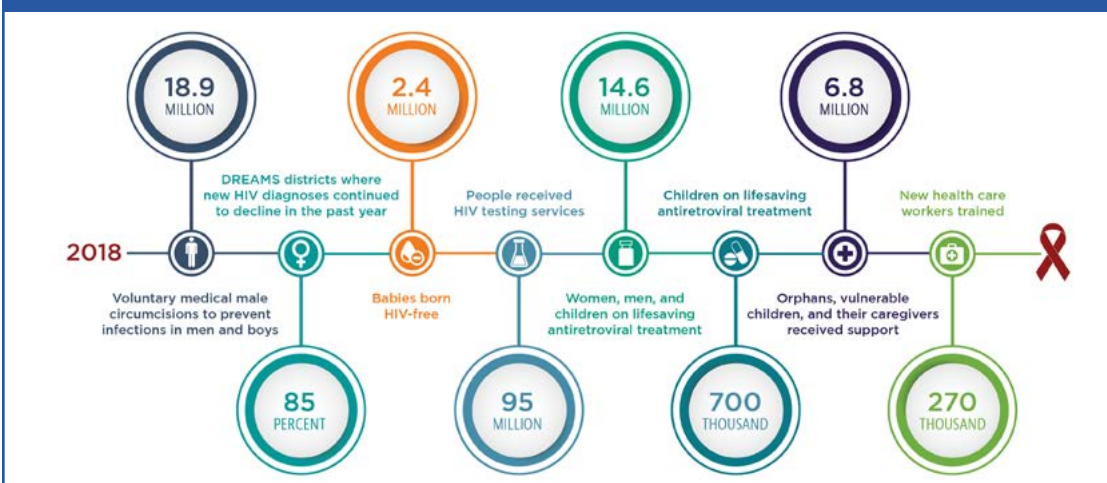 18.9
MILLION
2.4
MILLION
14.6
MILLION
6.8
MILLION
DREAMS districts where
new HIV diagnoses continued
to decline in the past year
People received
HIV testing services
Children on lifesaving
antiretroviral treatment
New health care
workers trained
2018
Voluntary medical male
circumcisions to prevent
infections in men and boys
Babies born
HIV-free
Women, men, and
children on lifesaving
antiretroviral treatment
Orphans, vulnerable
children, and their caregivers
received support
85
PERCENT
95
MILLION
700
THOUSAND
270
THOUSAND